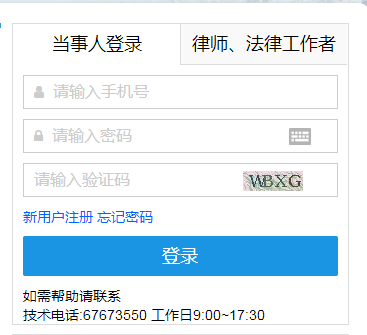 当事人登录 律师、法律工作者
请输入手机号
请输入密码
请输入验证码 WBXG
新用户注册 忘记密码
登录
如需帮助请联系
技术电话:67673550 工作日9:00~17:30